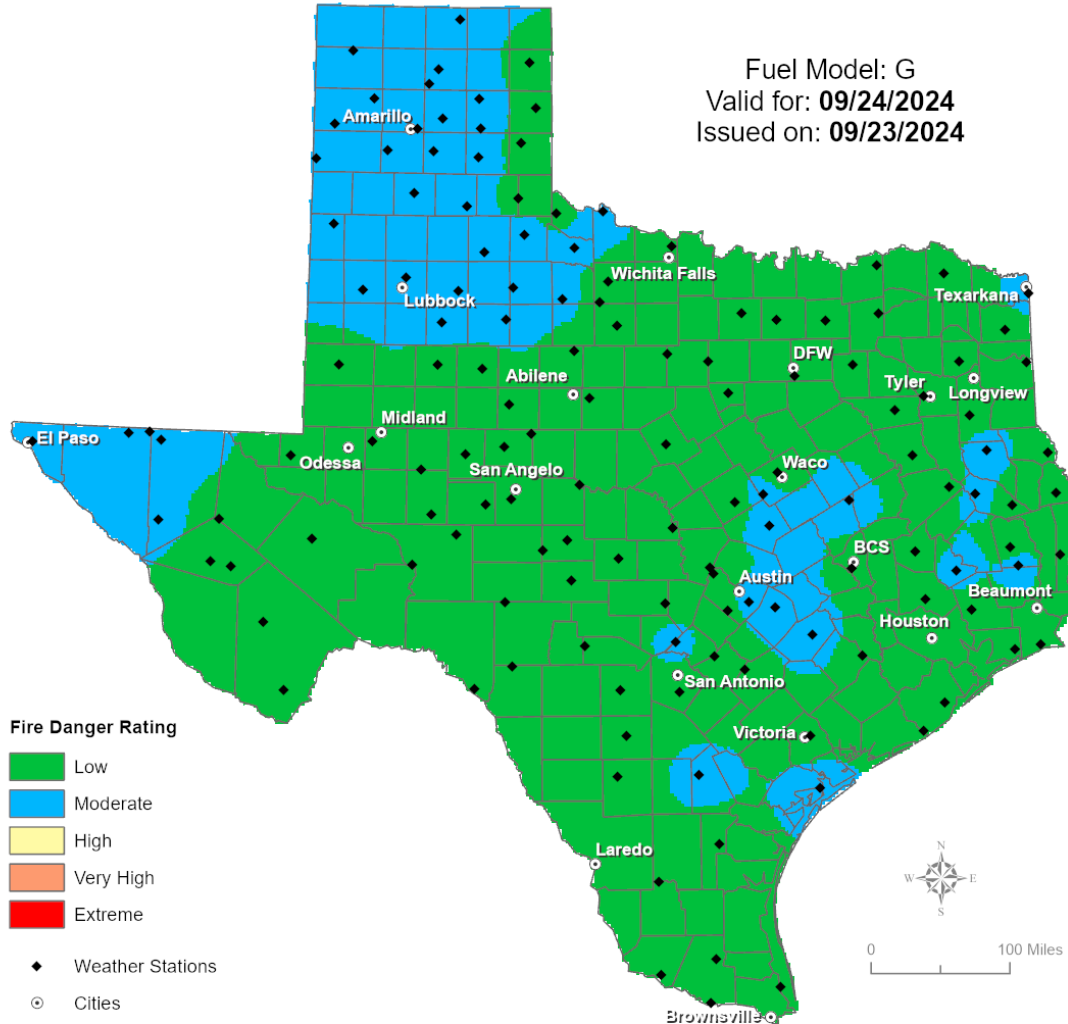 Fuel Model: G
Valid for: 09/24/2024
Issued on: 09/23/2024
Amarillo
Wichita Falls
Lubbock
Texarkana
DFW
Abilene
Tyler
Longview
Midland
El Paso
Odessa
San Angelo
Waco
BCS
Austin
Beaumont
Houston
San Antonio
Victoria
Fire Danger Rating
Low
Moderate
High
Very High
Extreme
Laredo
N
W E
S
0 100 Miles
Weather Stations
Cities
Brownsville